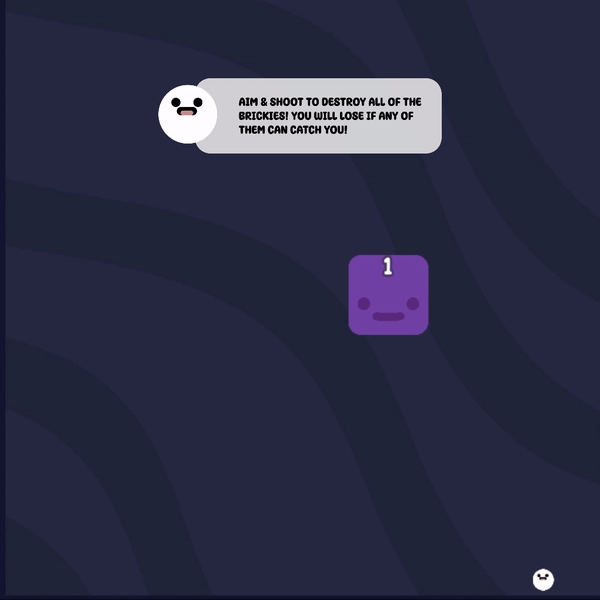 AIM & SHOOT TO DESTROY ALL OF THE
BRICKIES! YOU WILL LOSE IF ANY OF
THEM CAN CATCH YOU!
1